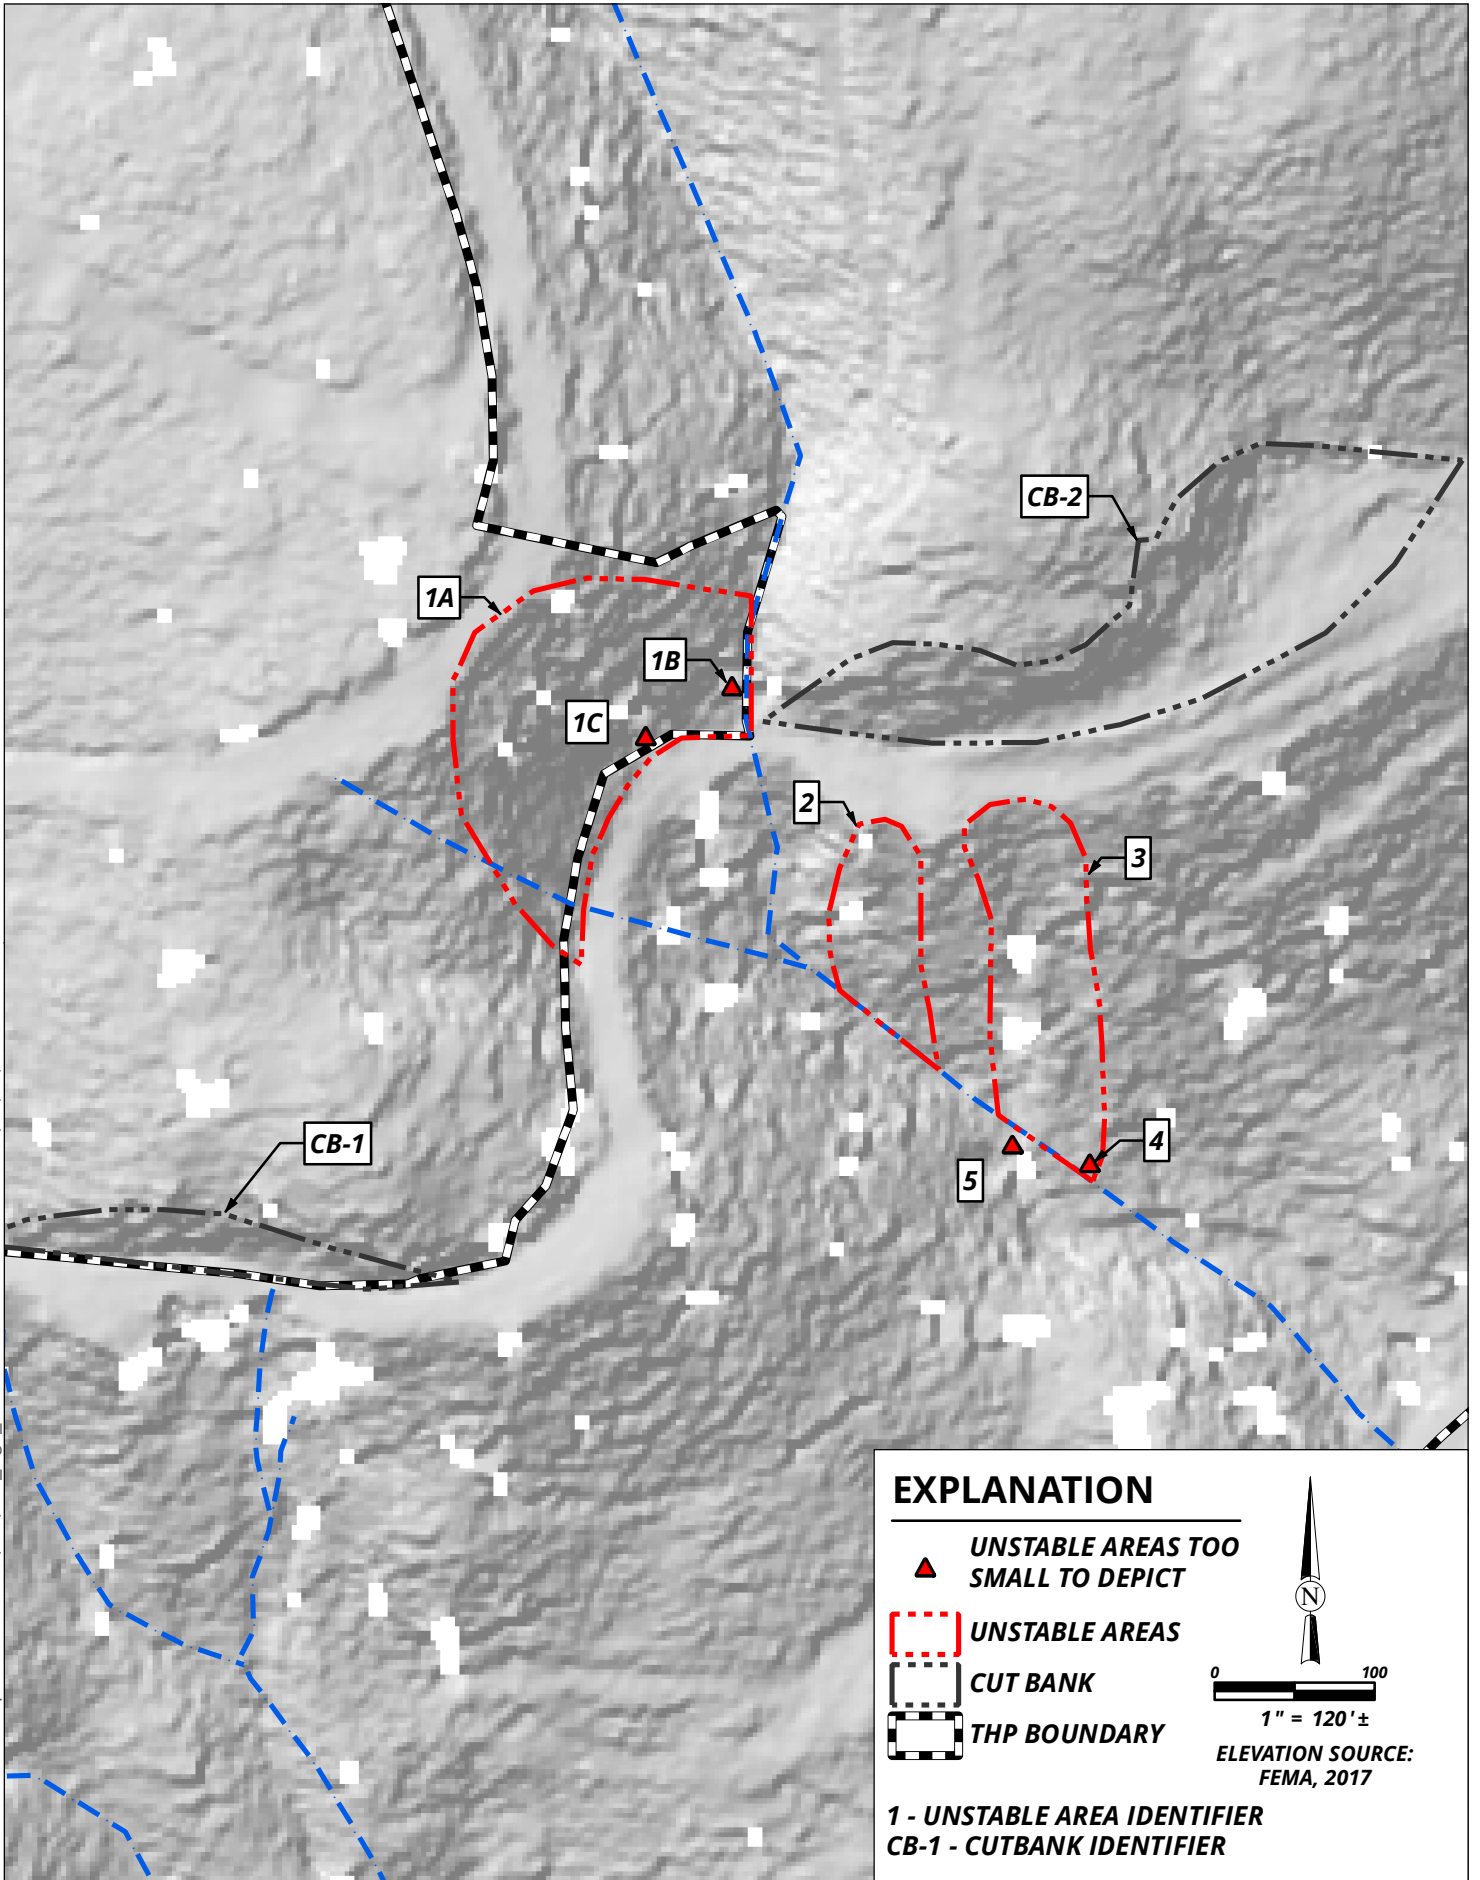 CB-2
1A
1B
1C
2
3
CB-1
4
5
EXPLANATION
UNSTABLE AREAS TOO
SMALL TO DEPICT
UNSTABLE AREAS
CUT BANK
THP BOUNDARY
N
0 100
1" = 120'±
ELEVATION SOURCE:
FEMA, 2017
1 - UNSTABLE AREA IDENTIFIER
CB-1 - CUTBANK IDENTIFIER